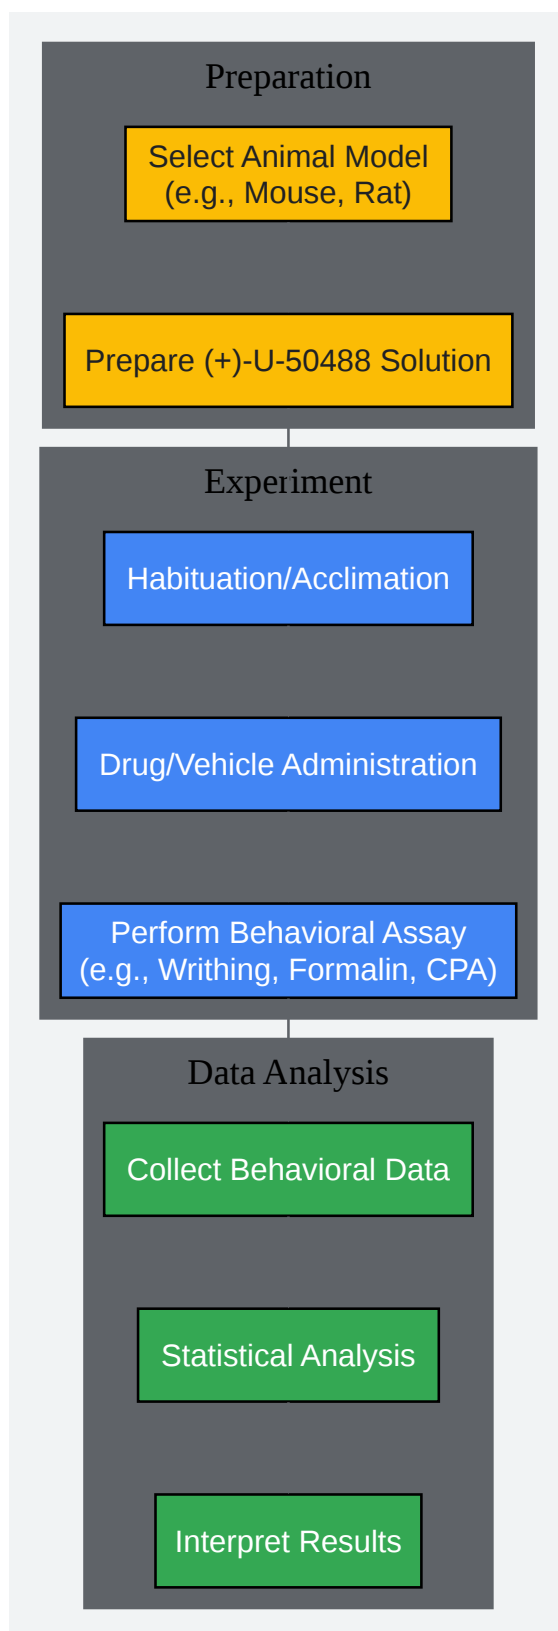 Preparation
Select Animal Model
(e.g., Mouse, Rat)
Prepare (+)-U-50488 Solution
Experiment
Habituation/Acclimation
Drug/Vehicle Administration
Perform Behavioral Assay
(e.g., Writhing, Formalin, CPA)
Data Analysis
Collect Behavioral Data
Statistical Analysis
Interpret Results